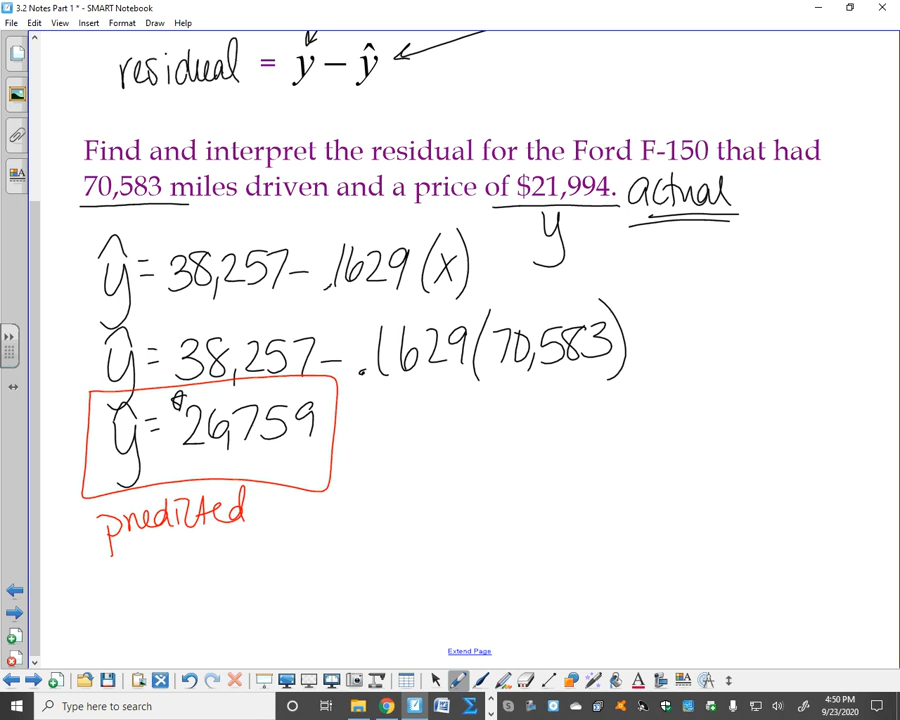 3.2 Notes Part 1 * - SMART Notebook
File Edit View Insert Format Draw Help
residual = y − ŷ
Find and interpret the residual for the Ford F-150 that had
70,583 miles driven and a price of $21,994. actual
y
ŷ = 38,257 - .1629 (x)
ŷ = 38,257 - .1629 (70,583)
ŷ = $26,759
predicted
Extend Page
Type here to search
4:50 PM
9/23/2020